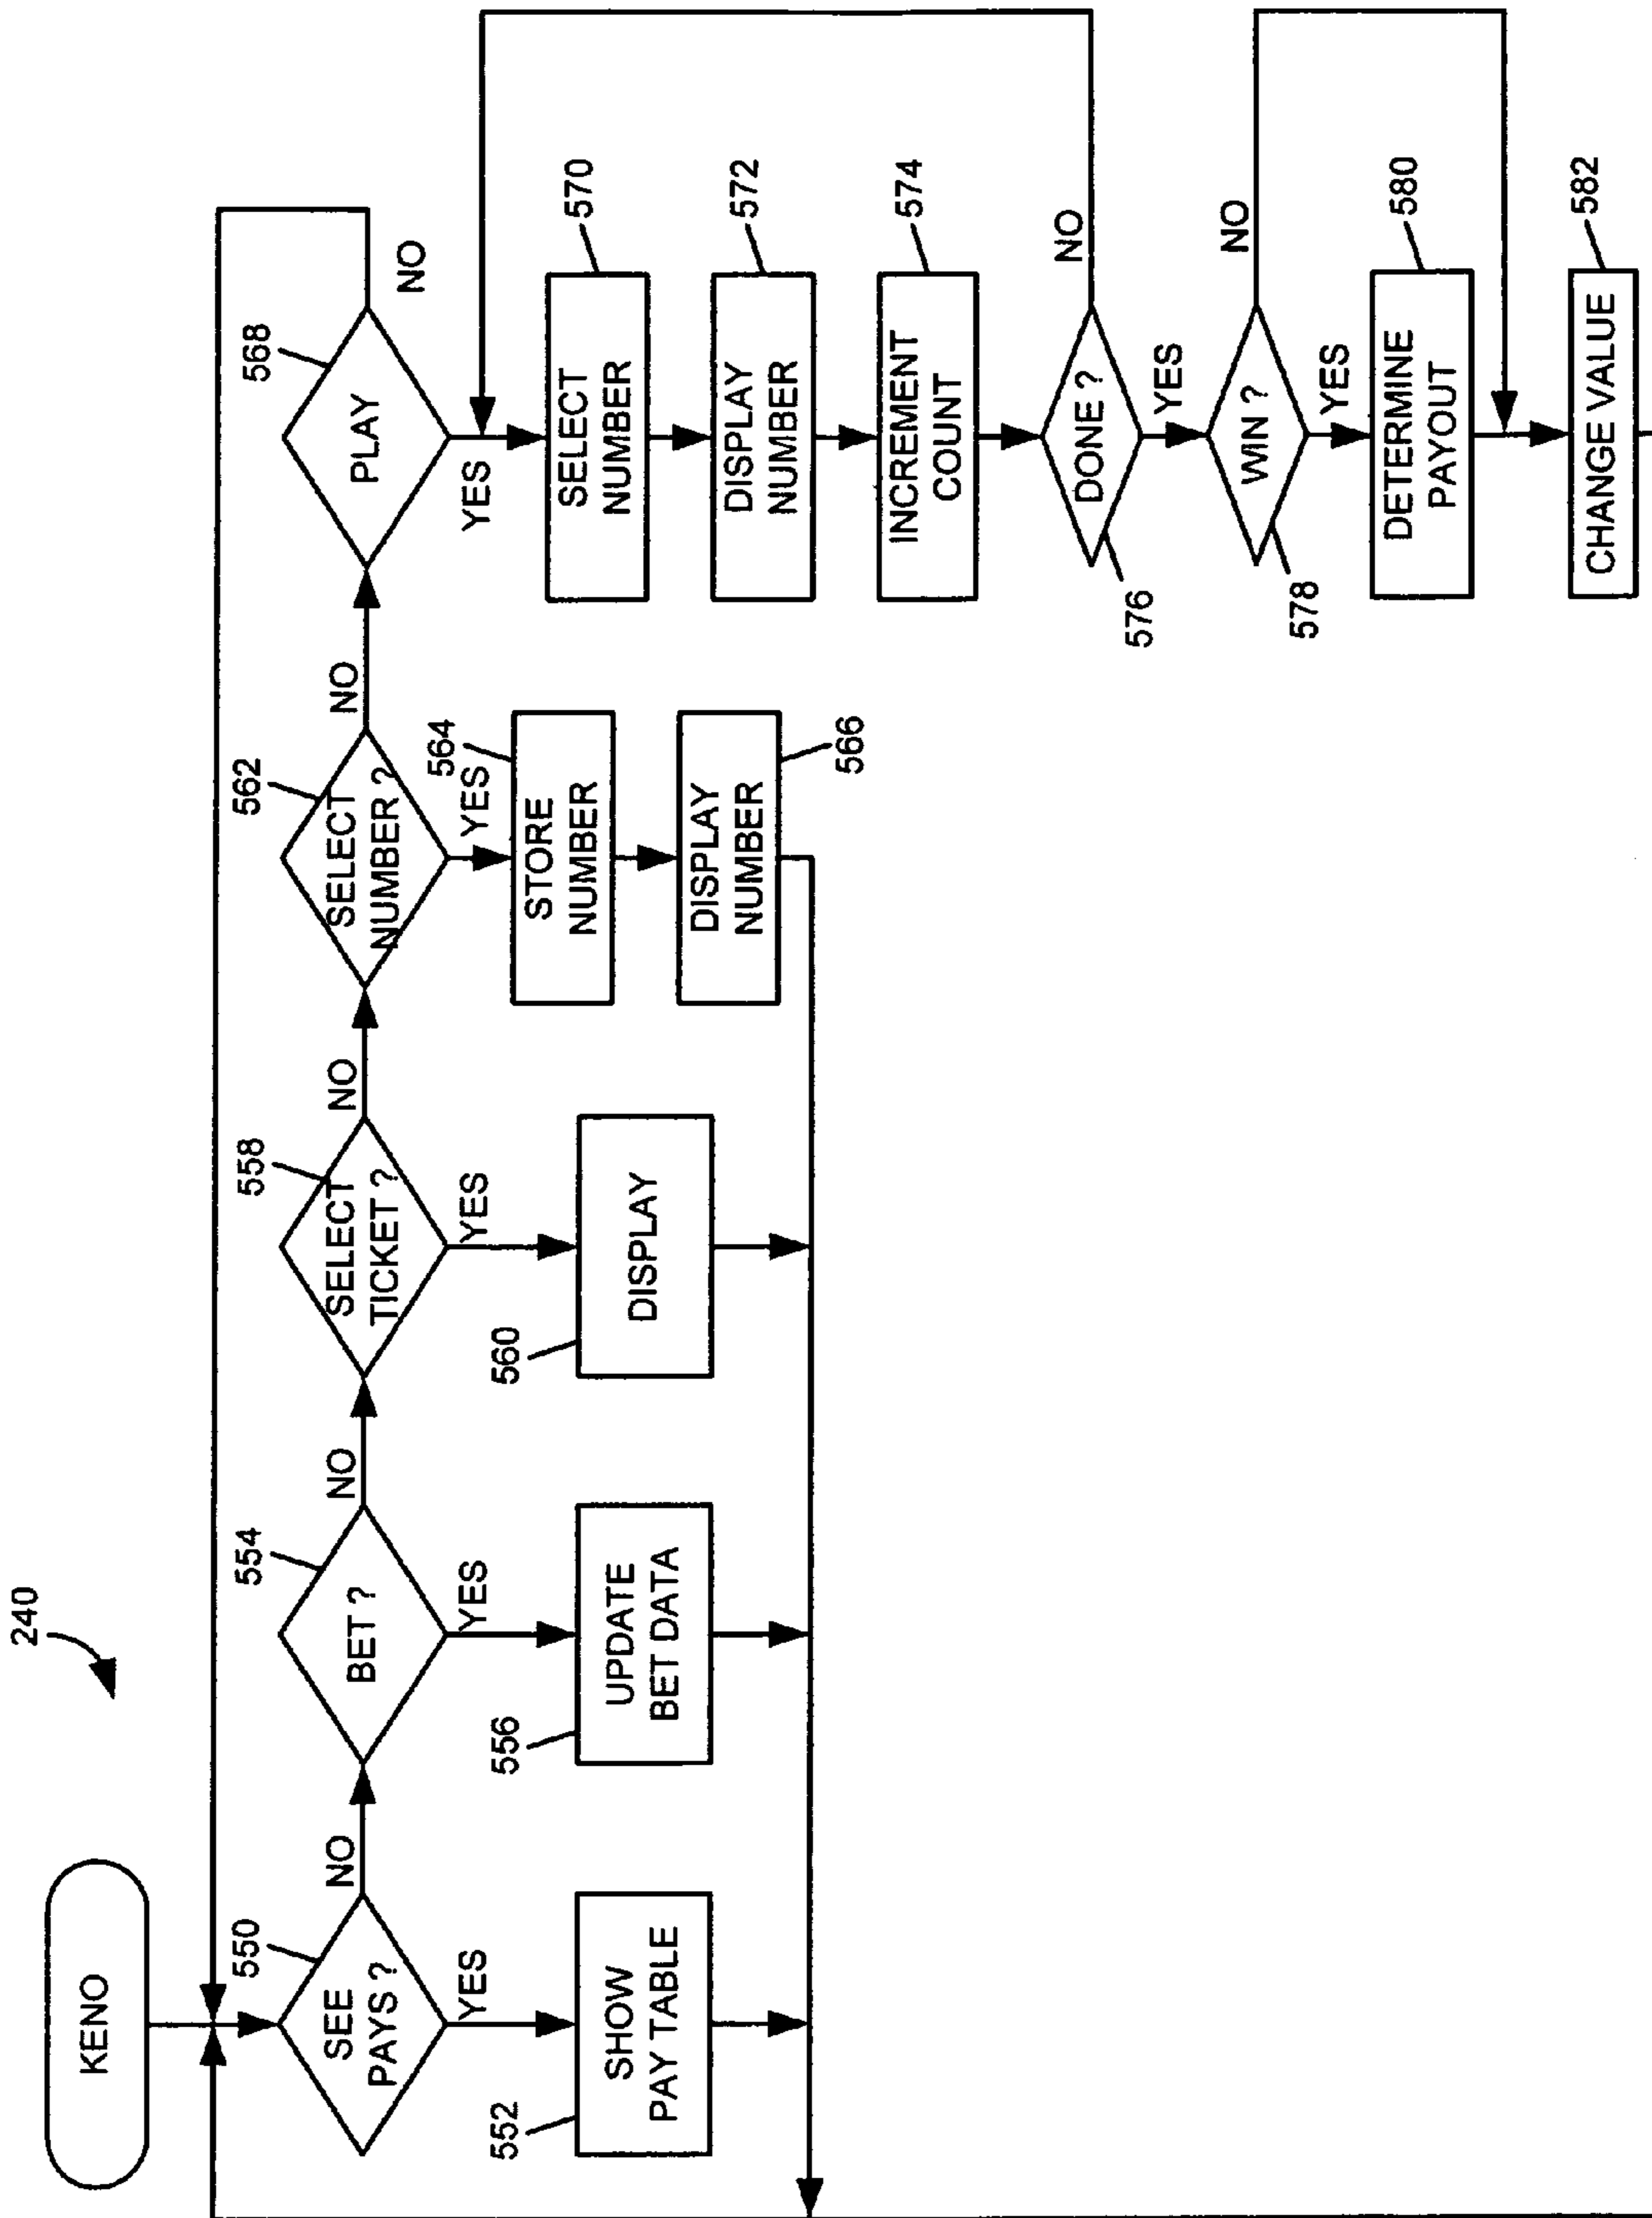 240
KENO
550
SEE
PAYS ?
NO
YES
552
SHOW
PAY TABLE
554
BET ?
NO
YES
556
UPDATE
BET DATA
558
SELECT
TICKET ?
NO
YES
560
DISPLAY
562
SELECT
NUMBER ?
NO
YES
564
STORE
NUMBER
566
DISPLAY
NUMBER
568
PLAY
NO
YES
570
SELECT
NUMBER
572
DISPLAY
NUMBER
574
INCREMENT
COUNT
576
DONE ?
NO
YES
578
WIN ?
NO
YES
580
DETERMINE
PAYOUT
582
CHANGE VALUE